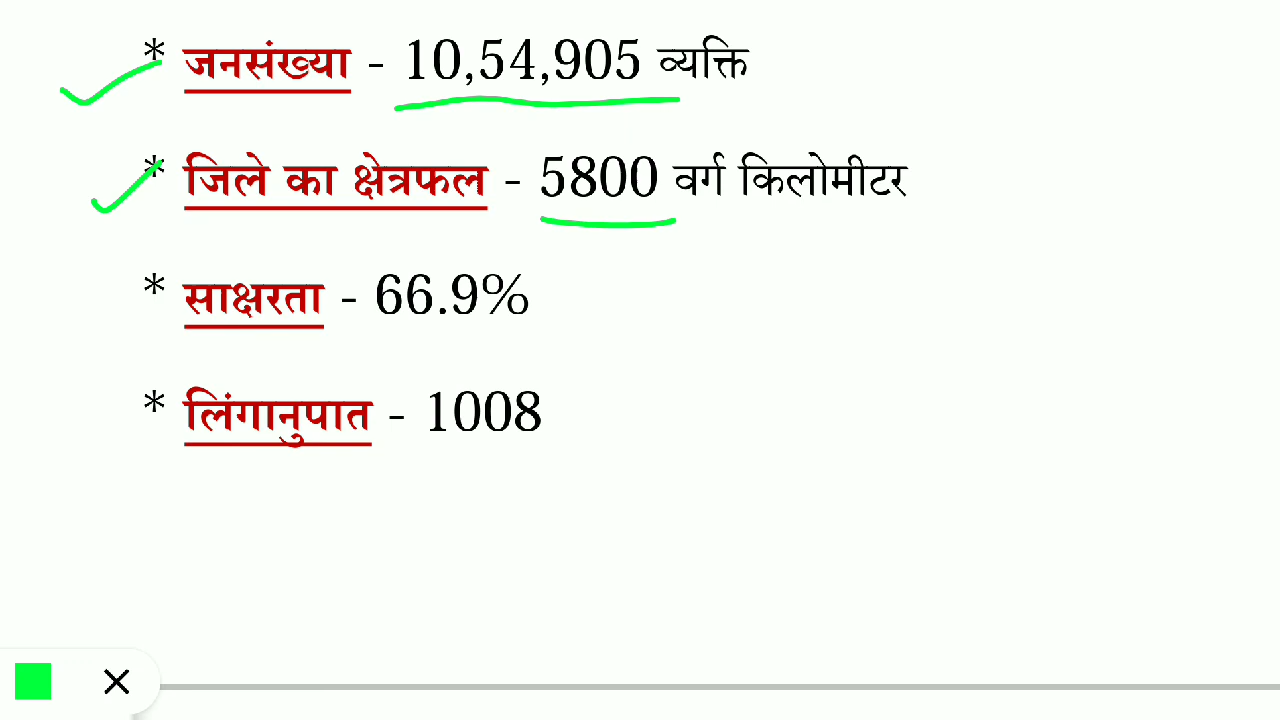 * जनसंख्या - 10,54,905 व्यक्ति
* जिले का क्षेत्रफल - 5800 वर्ग किलोमीटर
* साक्षरता - 66.9%
* लिंगानुपात - 1008